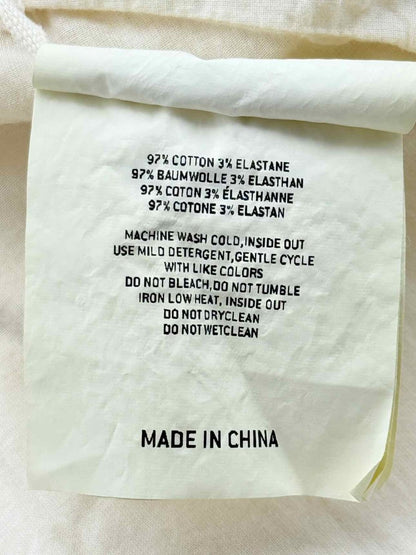 97% COTTON 3% ELASTANE
97% BAUMWOLLE 3% ELASTHAN
97% COTON 3% ÉLASTHANNE
97% COTONE 3% ELASTAN
MACHINE WASH COLD, INSIDE OUT
USE MILD DETERGENT, GENTLE CYCLE
WITH LIKE COLORS
DO NOT BLEACH, DO NOT TUMBLE
IRON LOW HEAT, INSIDE OUT
DO NOT DRYCLEAN
DO NOT WETCLEAN
MADE IN CHINA